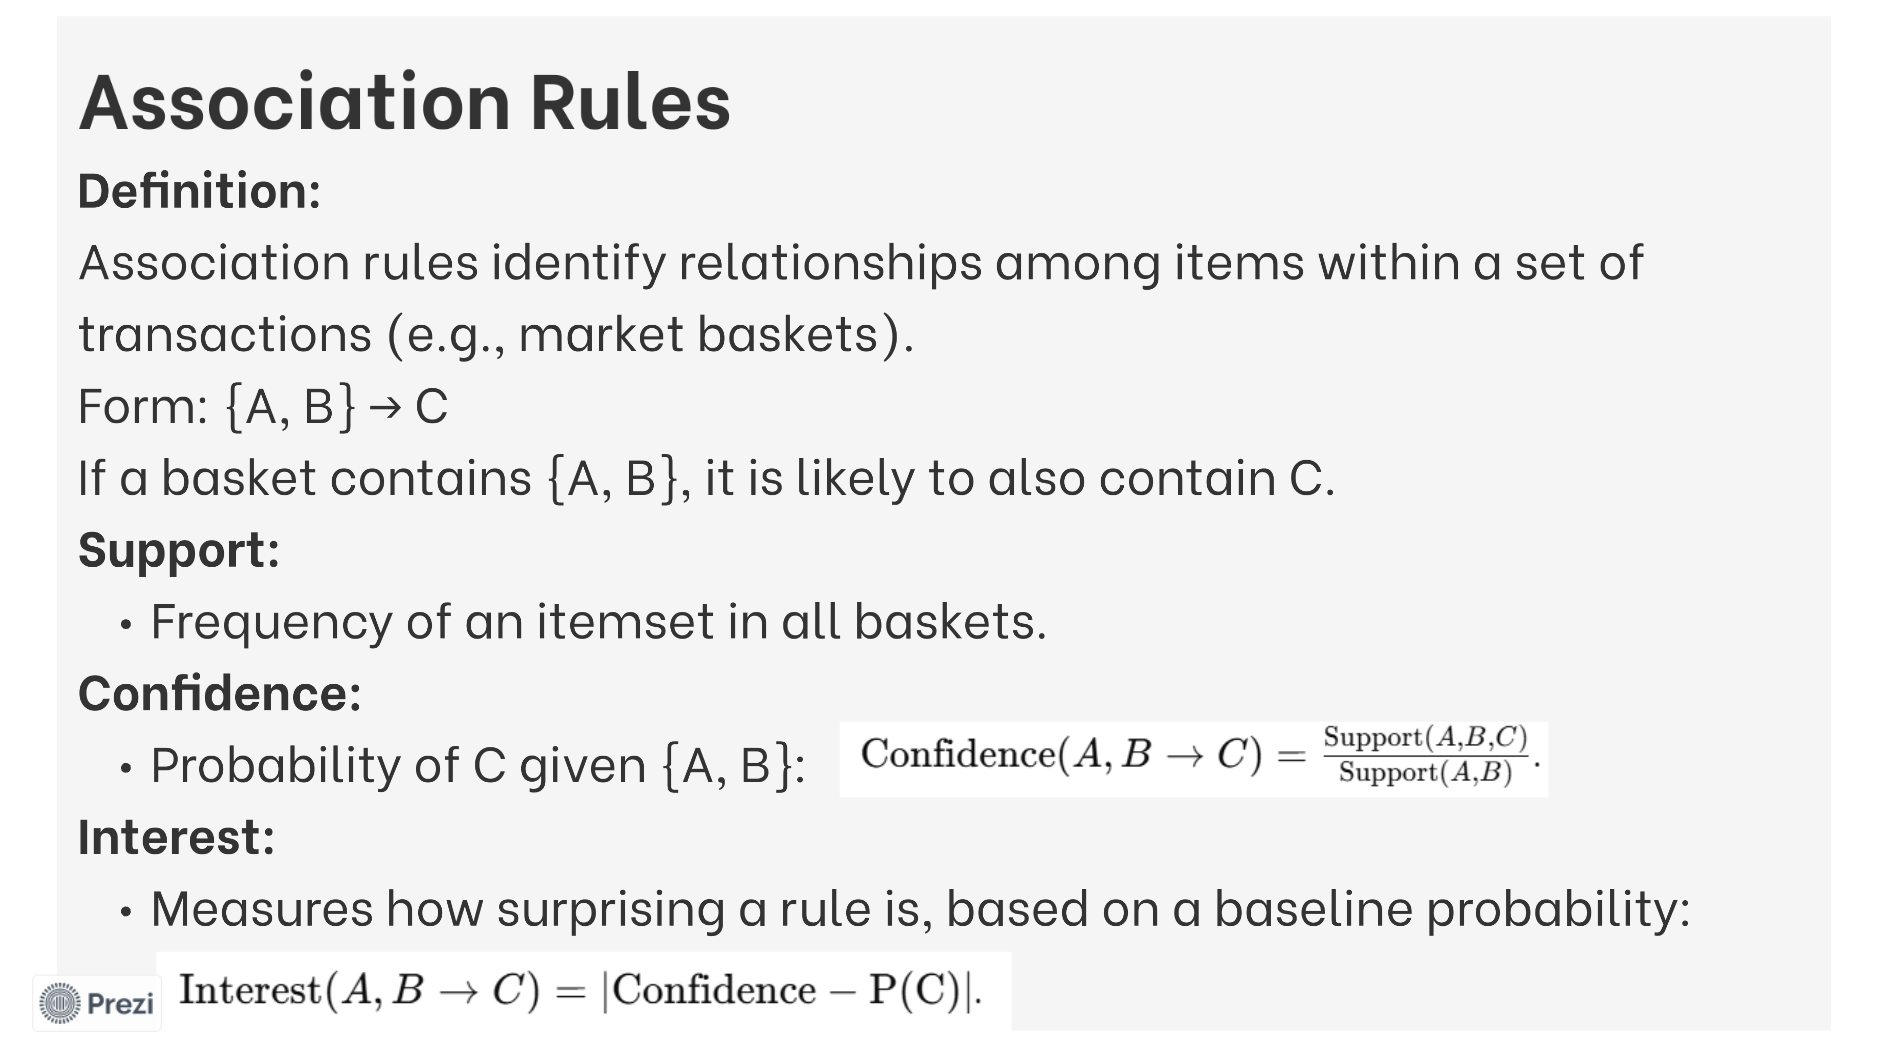 Association Rules
Definition:
Association rules identify relationships among items within a set of
transactions (e.g., market baskets).
Form: {A, B} → C
If a basket contains {A, B}, it is likely to also contain C.
Support:
• Frequency of an itemset in all baskets.
Confidence:
• Probability of C given {A, B}: Confidence(A, B → C) = Support(A,B,C) / Support(A,B).
Interest:
• Measures how surprising a rule is, based on a baseline probability:
Interest(A, B → C) = |Confidence − P(C)|.
Prezi